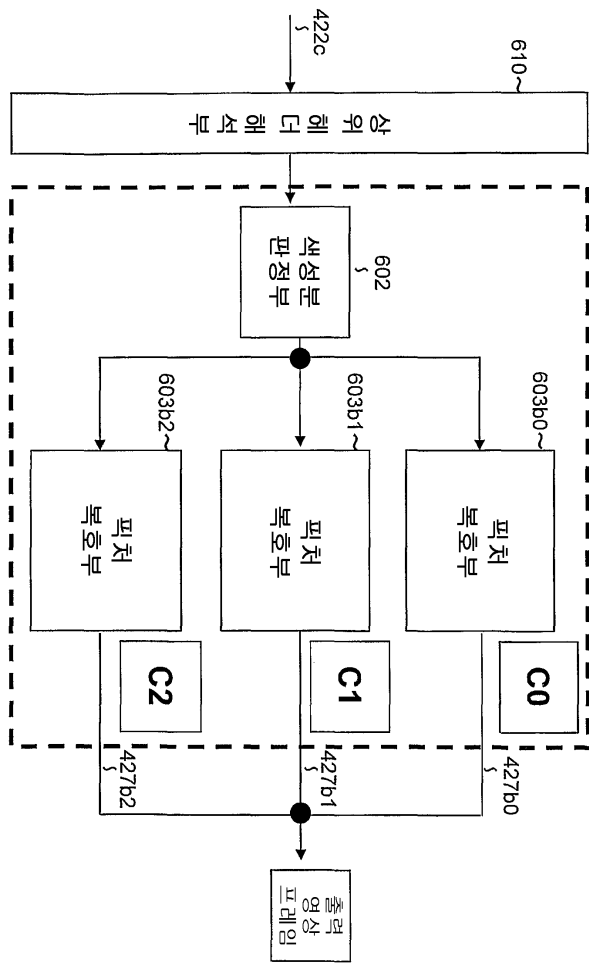 422c
610
상위 헤더 해석부
602
색성분
판정부
603b0
픽처
복호부
C0
427b0
603b1
픽처
복호부
C1
427b1
603b2
픽처
복호부
C2
427b2
출력
영상
프레임